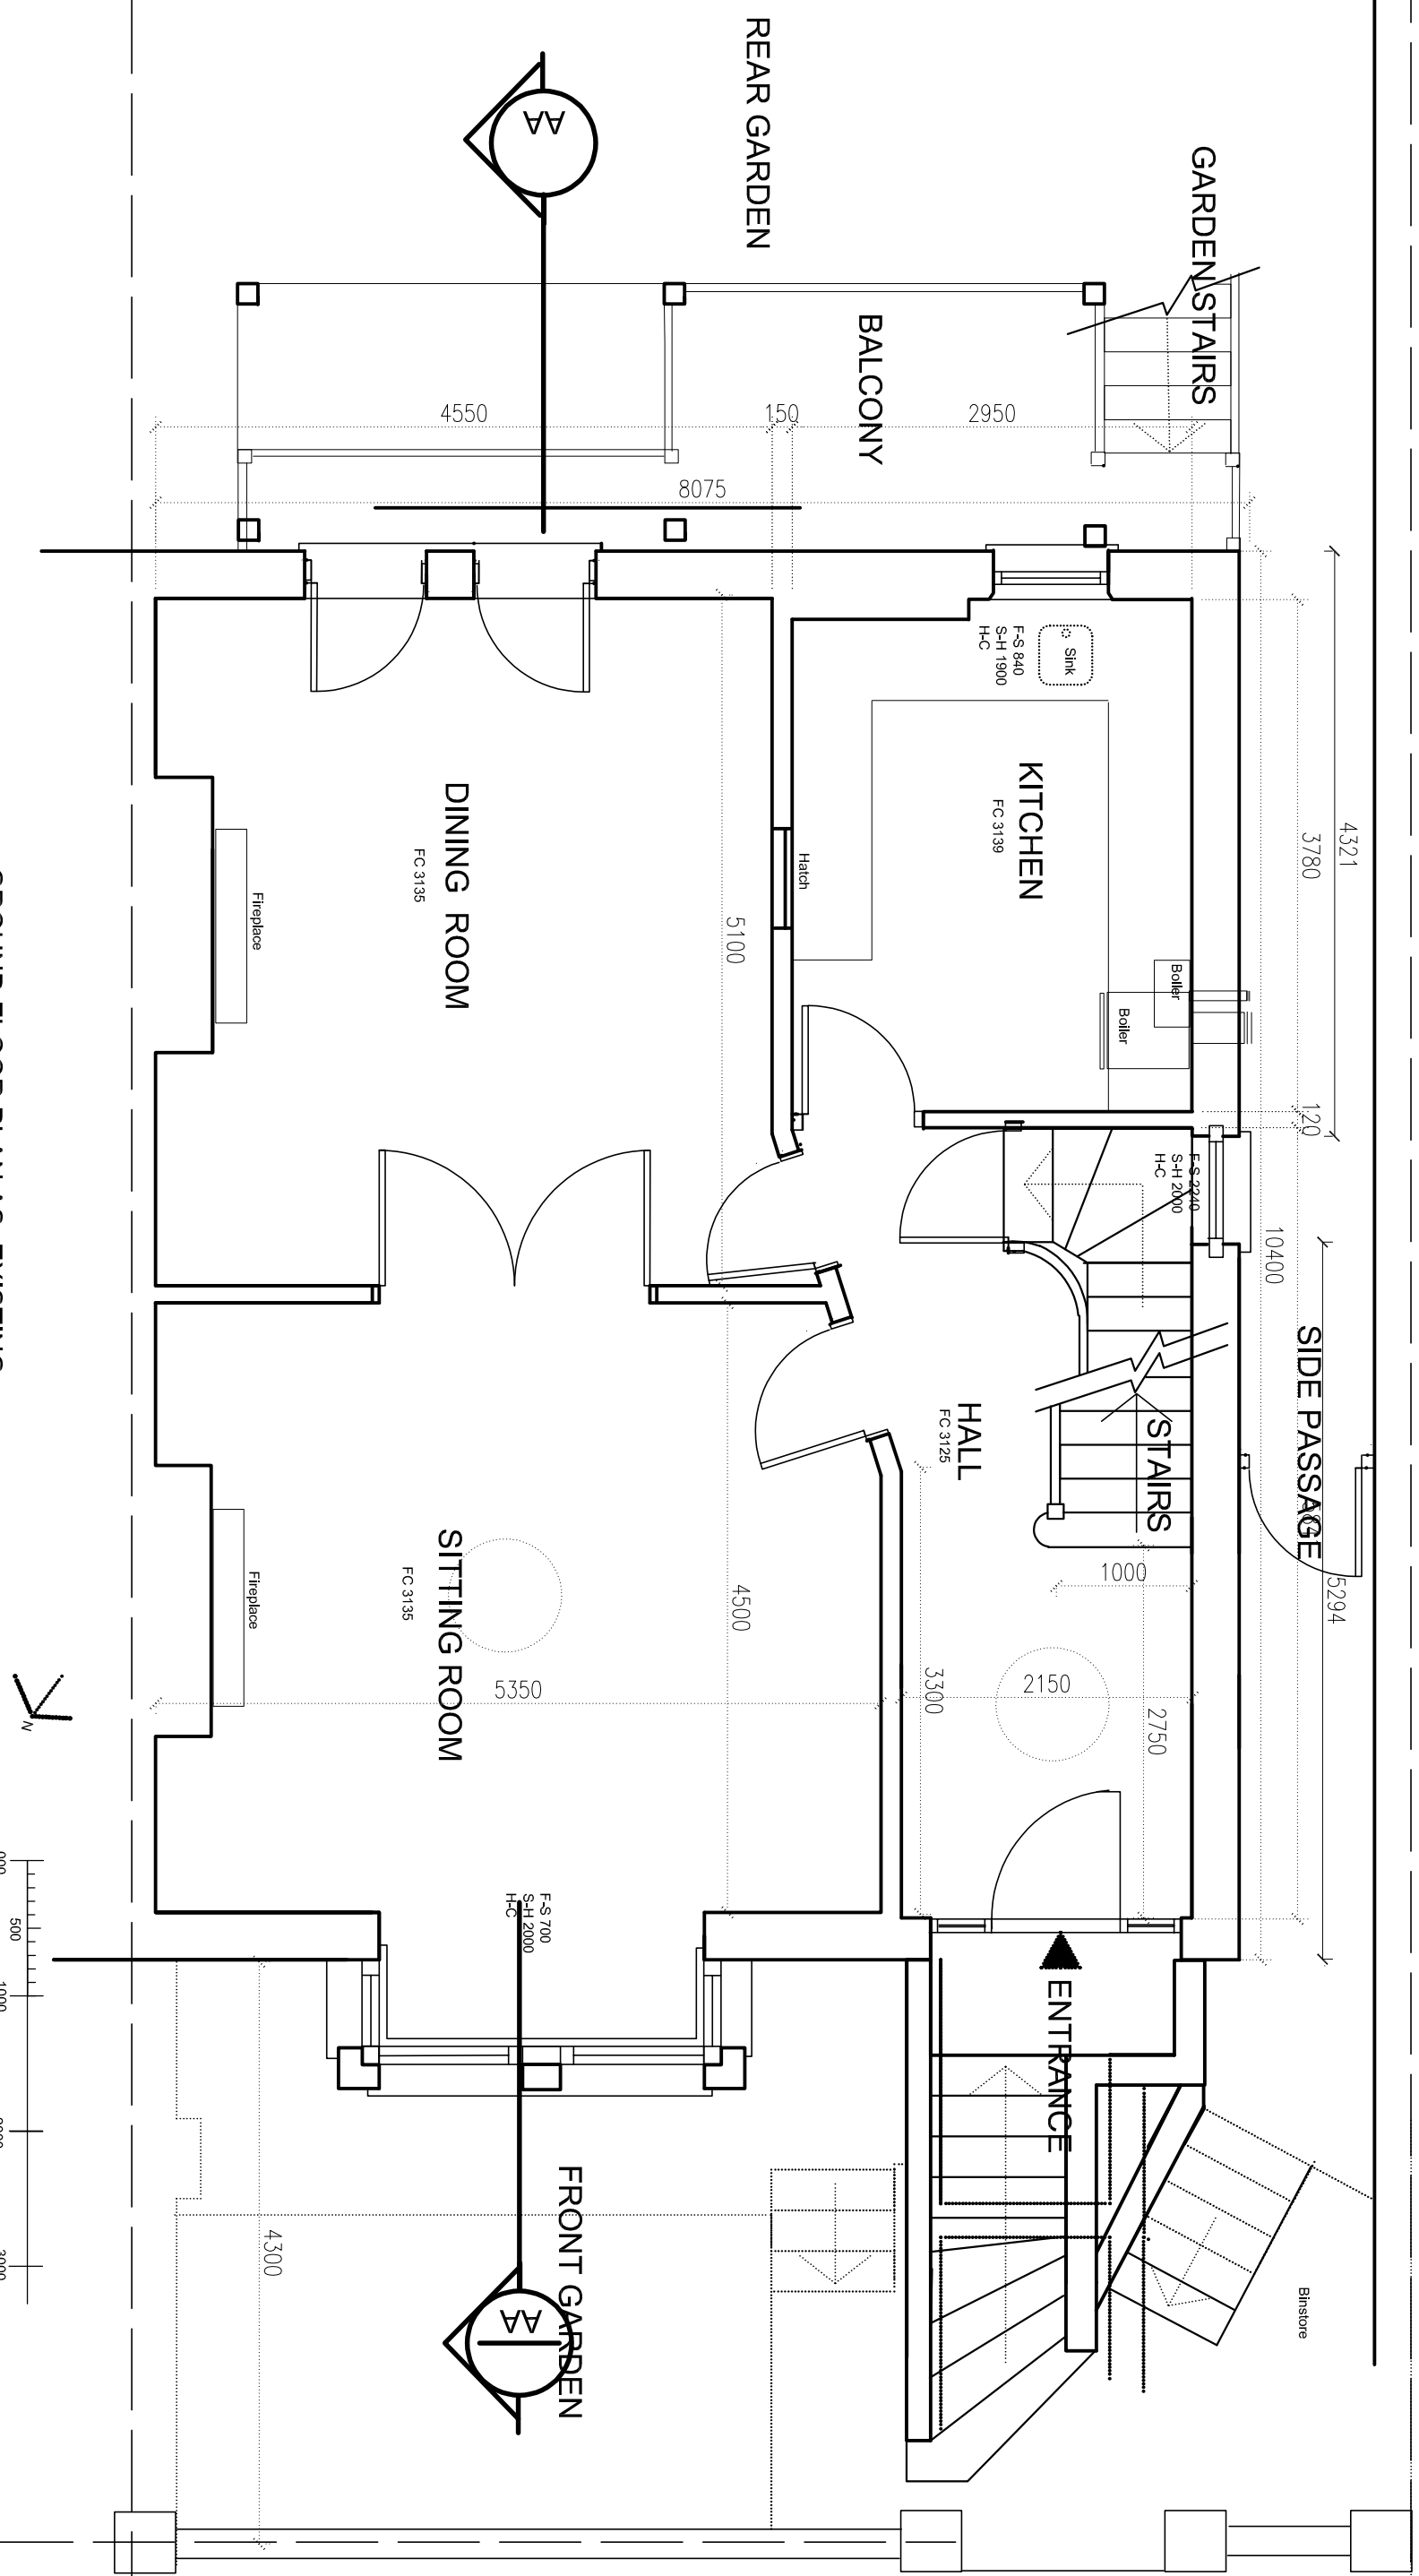 REAR GARDEN
GARDEN STAIRS
BALCONY
AA
4550
150
2950
8075
Sink
F-S 840
S-H 1900
H-C
KITCHEN
FC 3139
4321
3780
Hatch
DINING ROOM
FC 3135
Fireplace
5100
Boiler
Boiler
120
F-S 2240
S-H 2000
H-C
10400
SIDE PASSAGE
5294
STAIRS
HALL
FC 3125
1000
2150
2750
3300
SITTING ROOM
FC 3135
Fireplace
4500
5350
N
F-S 700
S-H 2000
H-C
ENTRANCE
FRONT GARDEN
AA
4300
Binstore
500
1000